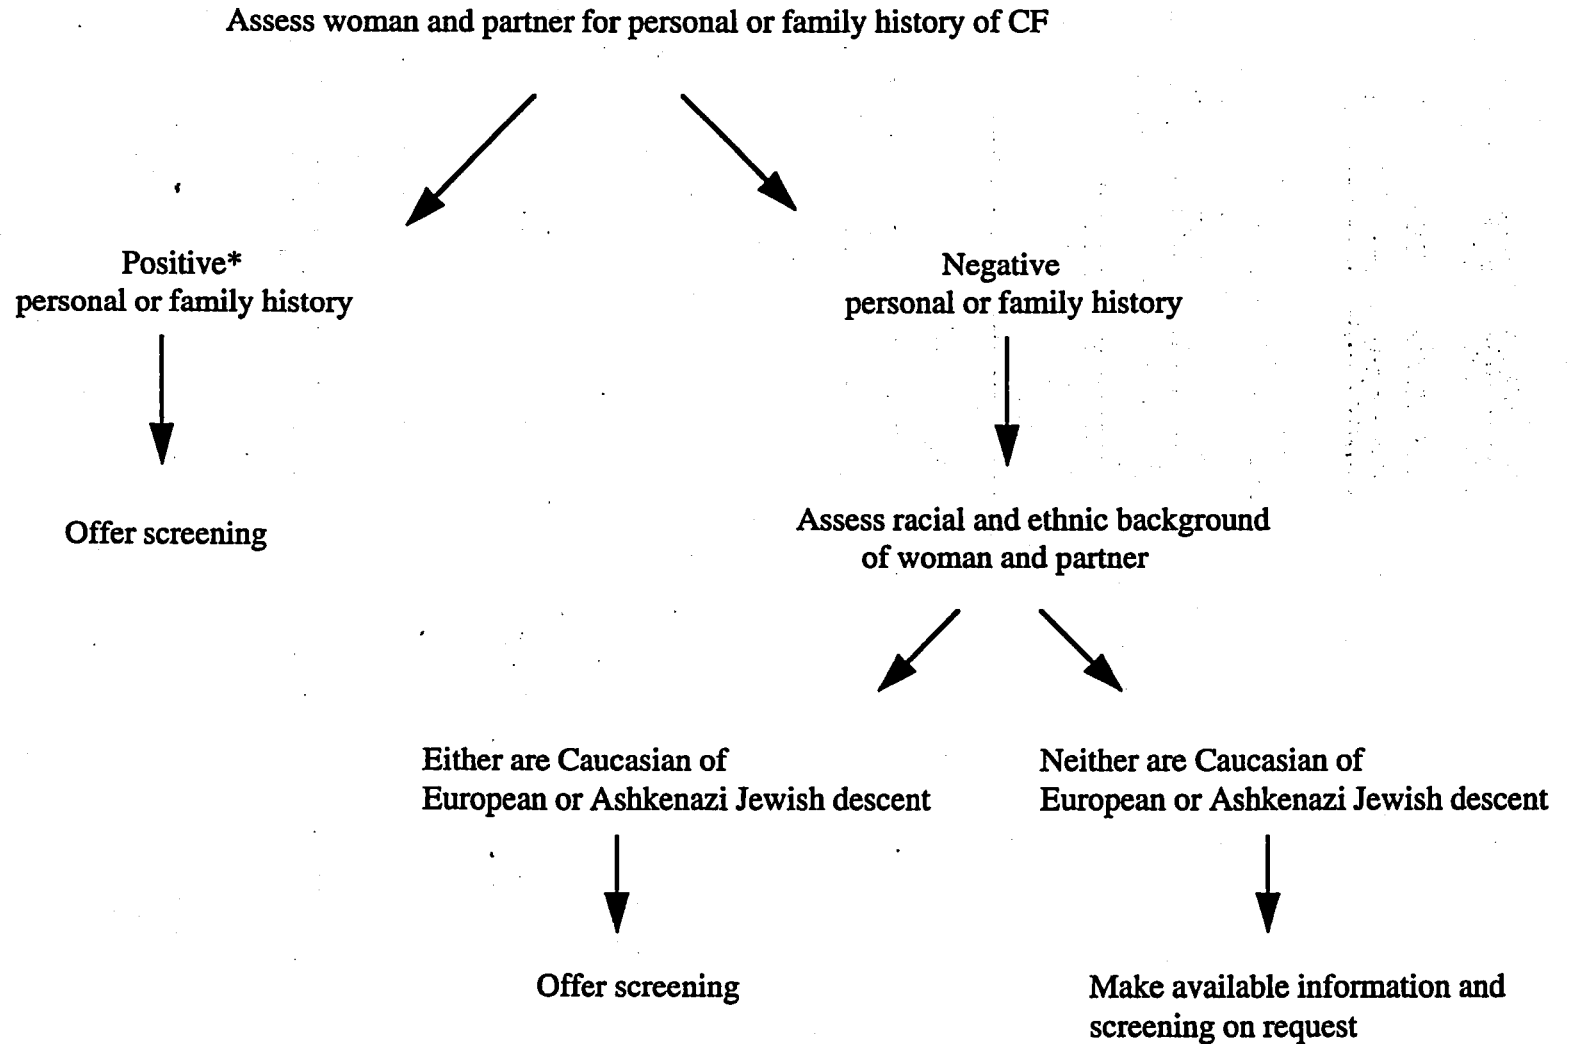 Assess woman and partner for personal or family history of CF
Positive*
personal or family history
Negative
personal or family history
Offer screening
Assess racial and ethnic background
of woman and partner
Either are Caucasian of
European or Ashkenazi Jewish descent
Neither are Caucasian of
European or Ashkenazi Jewish descent
Offer screening
Make available information and
screening on request